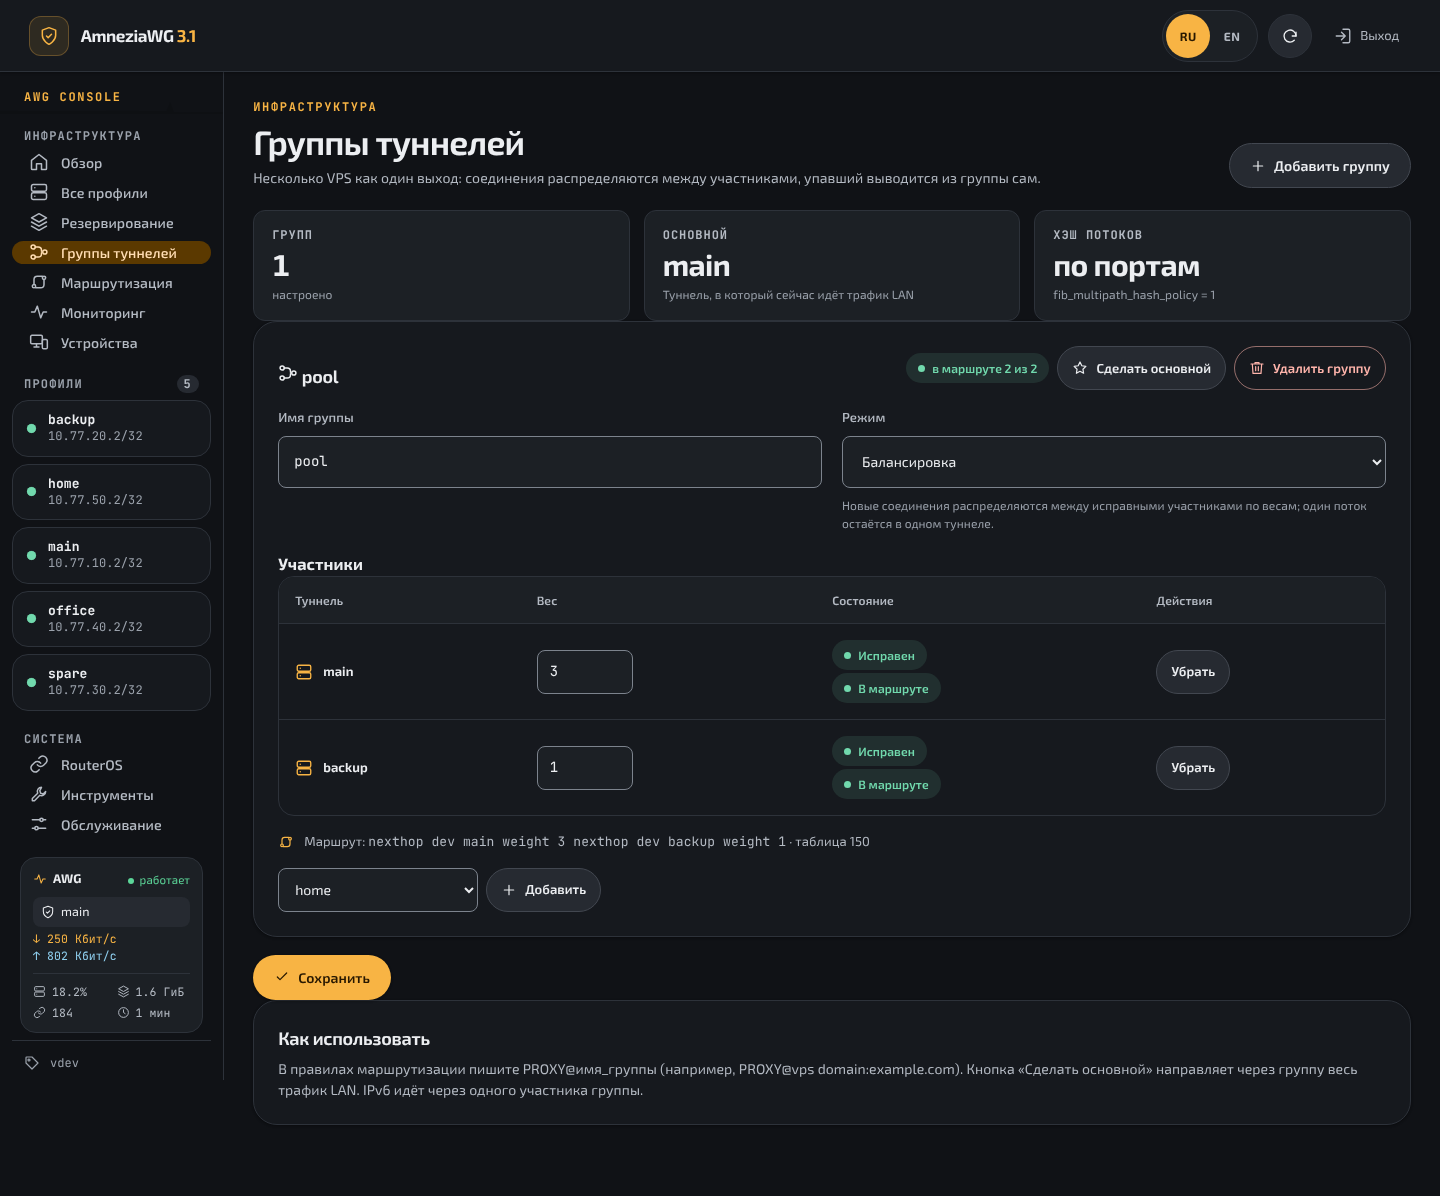 AmneziaWG 3.1
RU EN
Выход
AWG CONSOLE
ИНФРАСТРУКТУРА
Обзор
Все профили
Резервирование
Группы туннелей
Маршрутизация
Мониторинг
Устройства
ПРОФИЛИ 5
backup
10.77.20.2/32
home
10.77.50.2/32
main
10.77.10.2/32
office
10.77.40.2/32
spare
10.77.30.2/32
СИСТЕМА
RouterOS
Инструменты
Обслуживание
AWG работает
main
↓ 250 Кбит/с
↑ 802 Кбит/с
18.2% 1.6 ГиБ
184 1 мин
vdev
ИНФРАСТРУКТУРА
Группы туннелей
Несколько VPS как один выход: соединения распределяются между участниками, упавший выводится из группы сам.
Добавить группу
ГРУПП
1
настроено
ОСНОВНОЙ
main
Туннель, в который сейчас идёт трафик LAN
ХЭШ ПОТОКОВ
по портам
fib_multipath_hash_policy = 1
pool
в маршруте 2 из 2
Сделать основной
Удалить группу
Имя группы
pool
Режим
Балансировка
Новые соединения распределяются между исправными участниками по весам; один поток
остаётся в одном туннеле.
Участники
Туннель Вес Состояние Действия
main 3 Исправен
В маршруте
Убрать
backup 1 Исправен
В маршруте
Убрать
Маршрут: nexthop dev main weight 3 nexthop dev backup weight 1 · таблица 150
home
Добавить
Сохранить
Как использовать
В правилах маршрутизации пишите PROXY@имя_группы (например, PROXY@vps domain:example.com). Кнопка «Сделать основной» направляет через группу весь
трафик LAN. IPv6 идёт через одного участника группы.